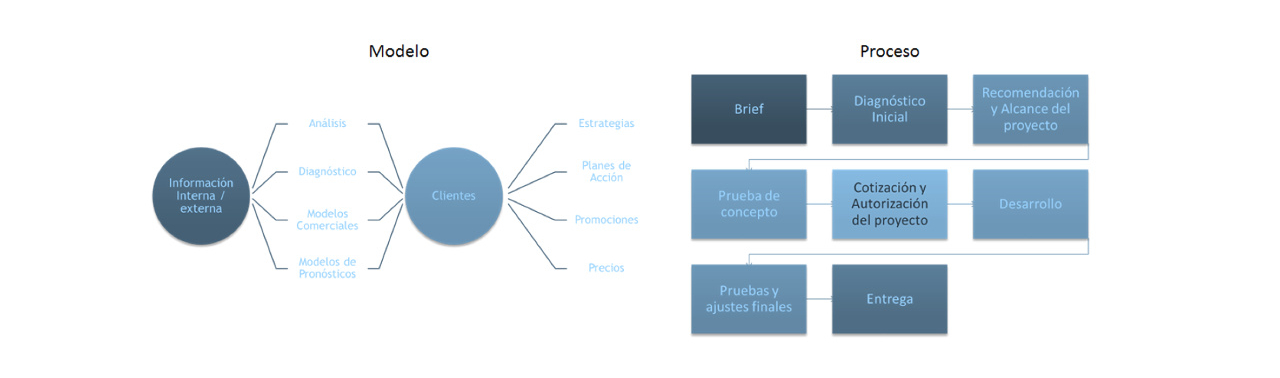 Modelo
Información
Interna /
externa
Análisis
Diagnóstico
Modelos
Comerciales
Modelos de
Pronósticos
Clientes
Estrategias
Planes de
Acción
Promociones
Precios
Proceso
Brief
Diagnóstico
Inicial
Recomendación
y Alcance del
proyecto
Prueba de
concepto
Cotización y
Autorización
del proyecto
Desarrollo
Pruebas y
ajustes finales
Entrega